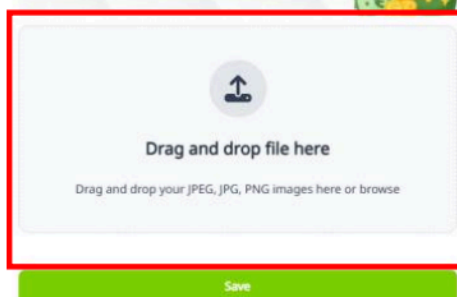 Drag and drop file here
Drag and drop your JPEG, JPG, PNG images here or browse
Save